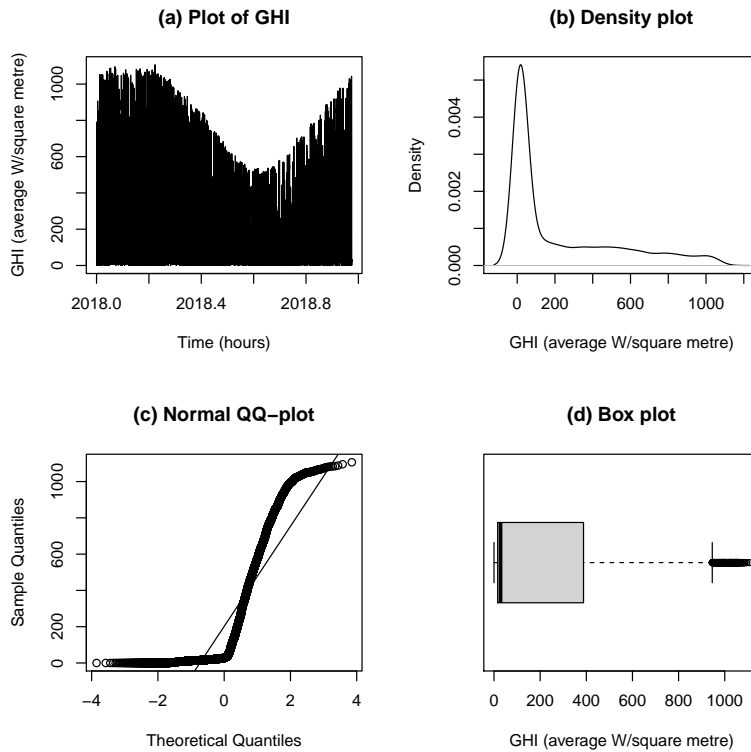 (a) Plot of GHI
GHI (average W/square metre)
0 200 600 1000
2018.0 2018.4 2018.8
Time (hours)
(b) Density plot
Density
0.000 0.002 0.004
0 200 600 1000
GHI (average W/square metre)
(c) Normal QQ−plot
Sample Quantiles
0 200 600 1000
−4 −2 0 2 4
Theoretical Quantiles
(d) Box plot
0 200 400 600 800 1000
GHI (average W/square metre)